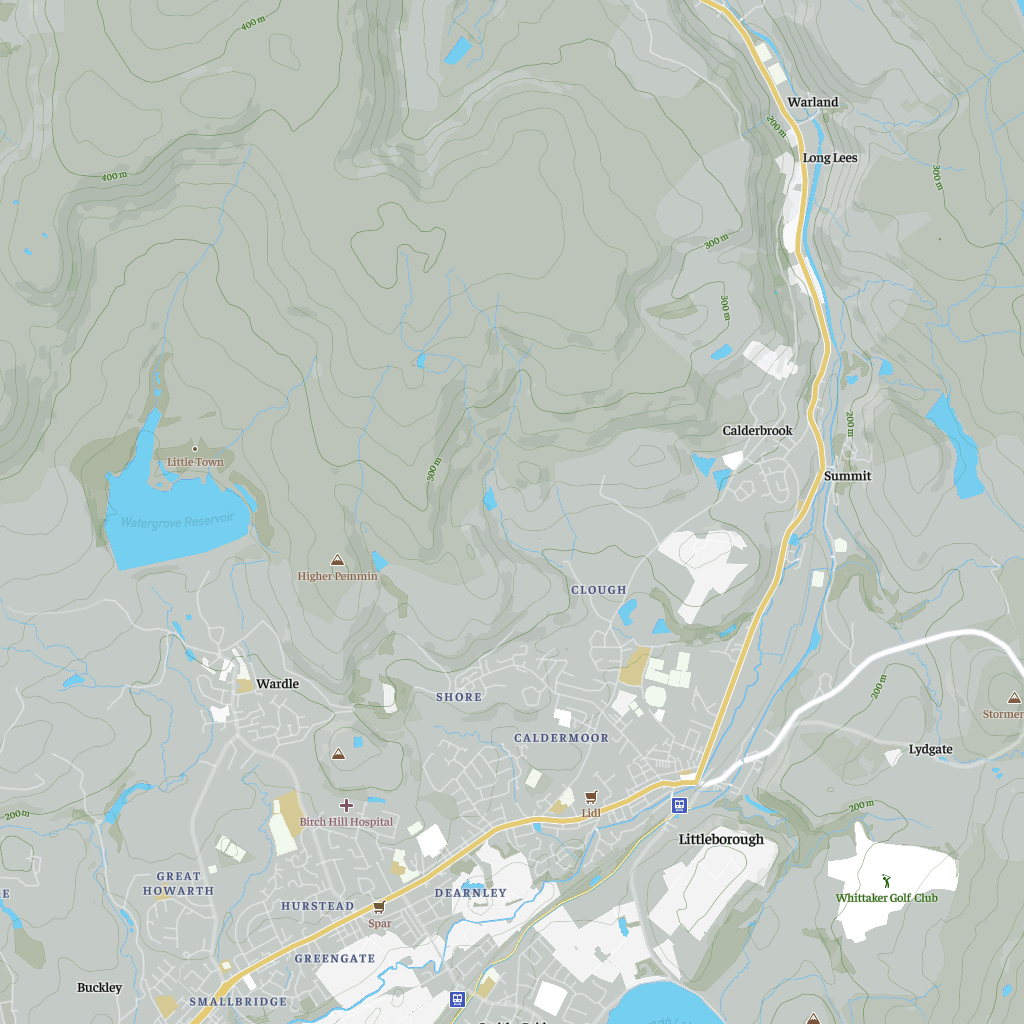 400 m
Warland
200 m
Long Lees
400 m
300 m
300 m
300 m
200 m
Calderbrook
Little Town
300 m
Summit
Watergrove Reservoir
Higher Pemmin
CLOUGH
Wardle
SHORE
200 m
Stormer
CALDERMOOR
Lydgate
Birch Hill Hospital
Lidl
200 m
200 m
Littleborough
GREAT
HOWARTH
DEARNLEY
Whittaker Golf Club
HURSTEAD
Spar
GREENGATE
Buckley
SMALLBRIDGE